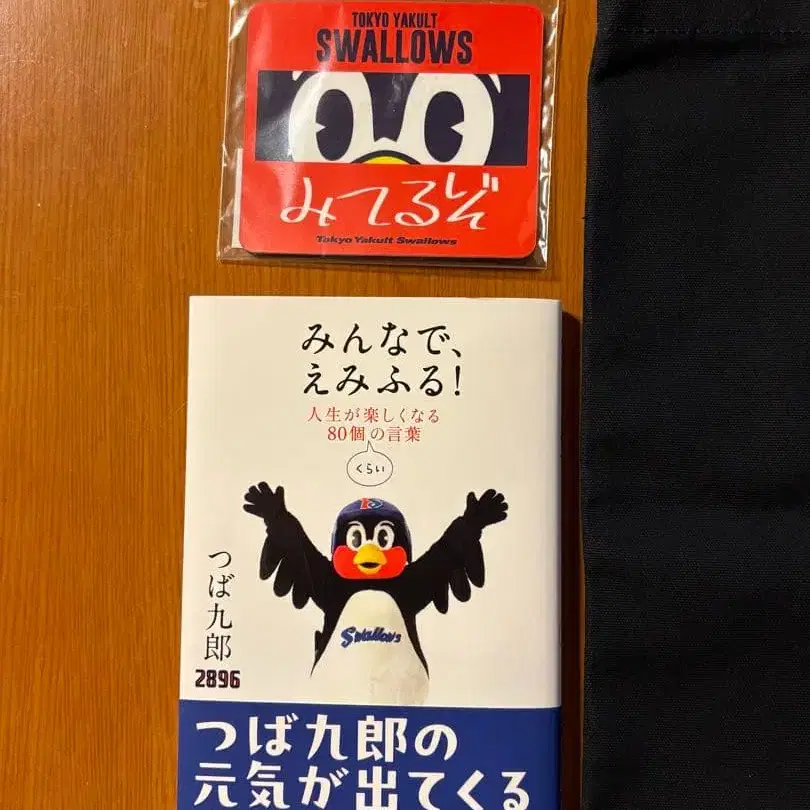 TOKYO YAKULT
SWALLOWS
みてるぞ
Tokyo Yakult Swallows
みんなで、
えみふる!
人生が楽しくなる
80個の言葉
くらい
Swallows
つば九郎
2896
つば九郎の
元気が出てくる